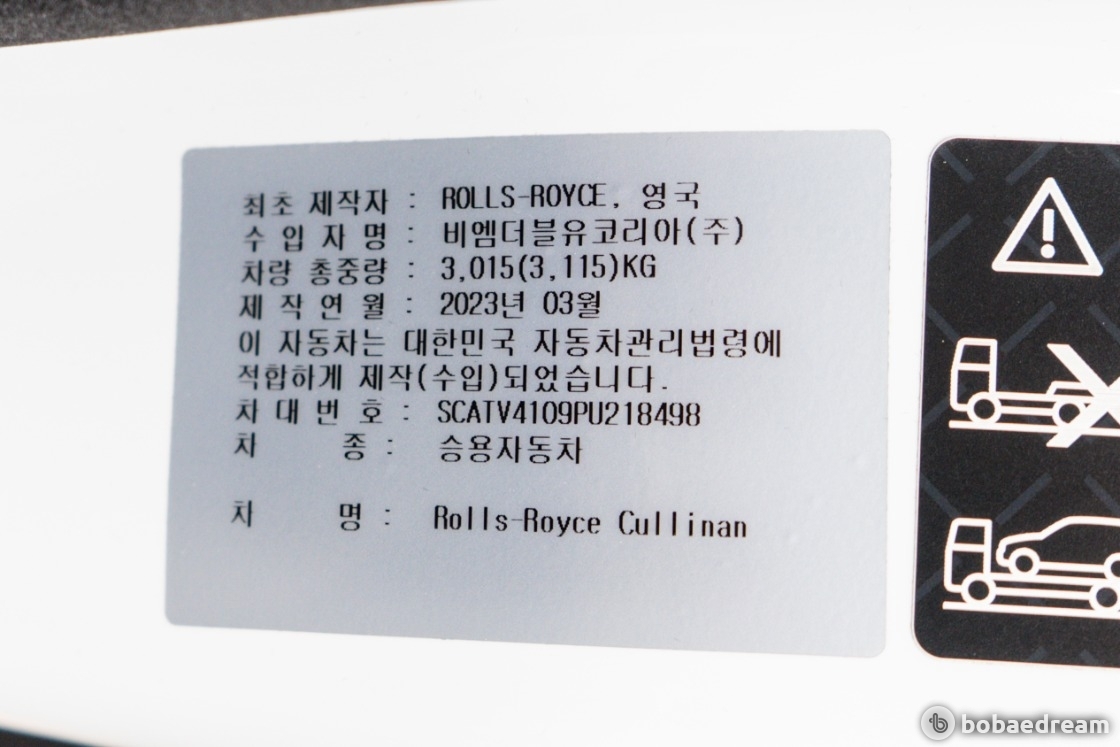 최초 제작자 : ROLLS-ROYCE, 영국
수 입 자 명 : 비엠더블유코리아(주)
차량 총중량 : 3,015(3,115)KG
제 작 연 월 : 2023년 03월
이 자동차는 대한민국 자동차관리법령에
적합하게 제작(수입)되었습니다.
차 대 번 호 : SCATV4109PU218498
차 종 : 승용자동차
차 명 : Rolls-Royce Cullinan
bobaedream